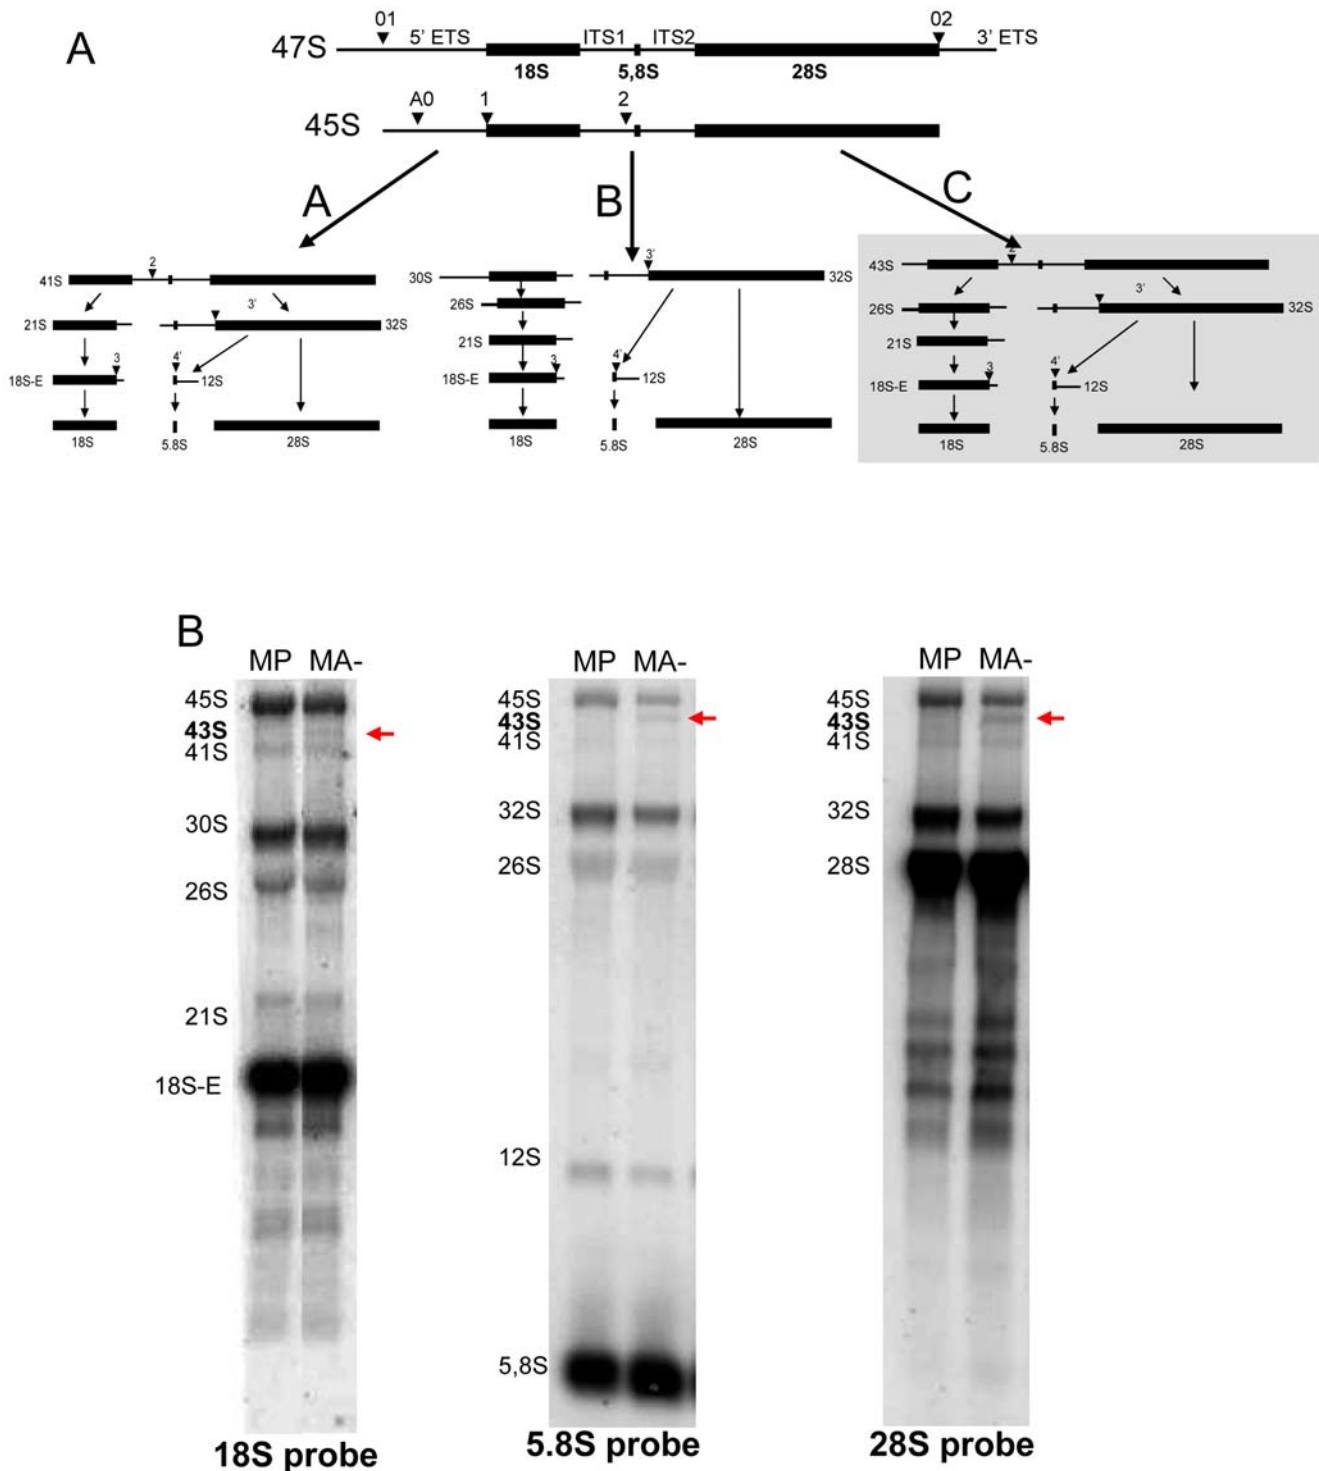 A
01 02
47S 5' ETS ITS1 ITS2 3' ETS
18S 5,8S 28S
A0 1 2
45S
A B C
41S 2
21S 3' 32S
18S-E 3 4' 12S
18S 5.8S 28S
30S 3' 32S
26S
21S
18S-E 3 4' 12S
18S 5.8S 28S
43S 2
26S 3' 32S
21S
18S-E 3 4' 12S
18S 5.8S 28S
B
MP MA-
45S
43S
41S
30S
26S
21S
18S-E
18S probe
MP MA-
45S
43S
41S
32S
26S
12S
5,8S
5.8S probe
MP MA-
45S
43S
41S
32S
28S
28S probe